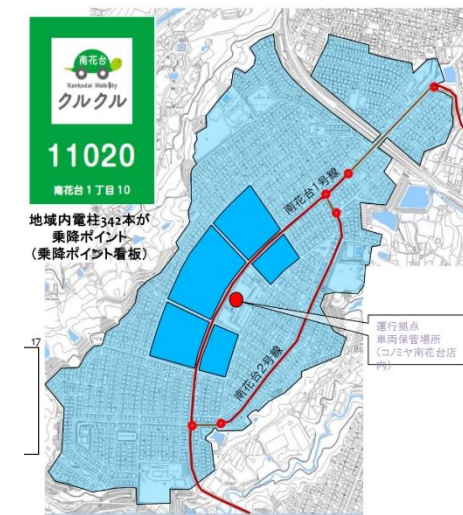 南花台
Nankadai Mobility
クルクル
11020
南花台1丁目10
地域内電柱342本が
乗降ポイント
(乗降ポイント看板)
南花台1号線
南花台2号線
運行拠点
車両保管場所
(コノミヤ南花台店
内)
17